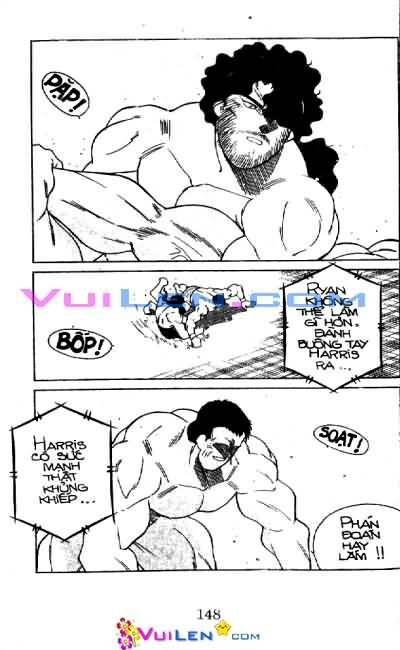 PẶP!
RYAN
KHÔNG
THỂ LÀM
GÌ HƠN.
ĐÀNH
BUÔNG TAY
HARRIS
RA...
VUILEN.COM
BỐP!
HARRIS
CÓ SỨC
MẠNH
THẬT
KHỦNG
KHIẾP...
SOẠT!
PHÁN
ĐOÁN
HAY
LẮM!!
148
VUILEN.COM